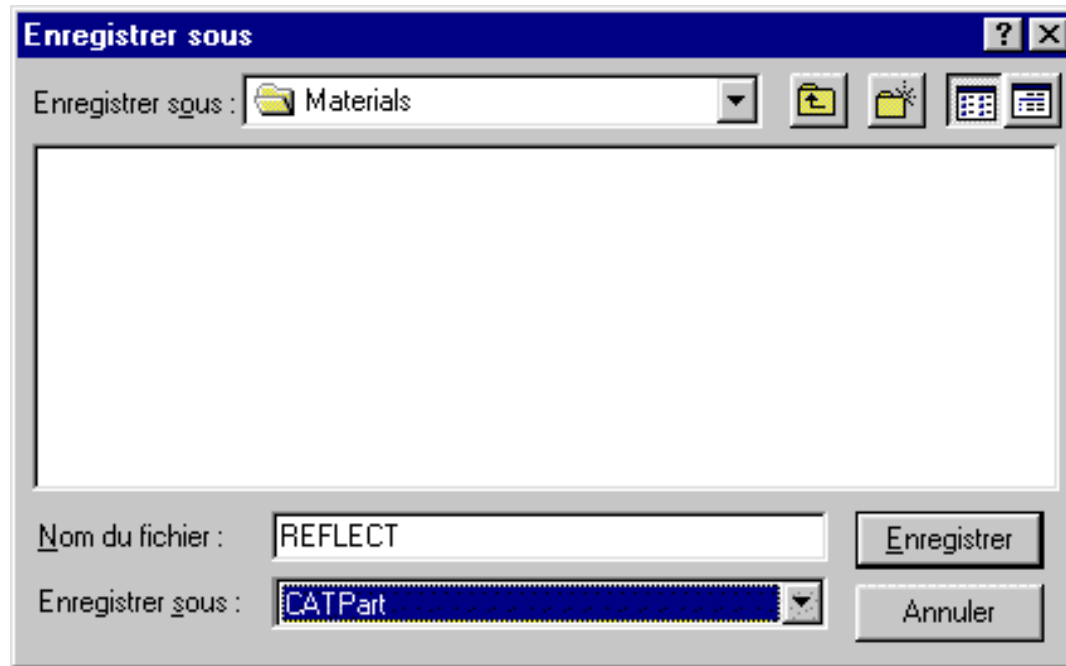 Enregistrer sous
Enregistrer sous : Materials
Nom du fichier : REFLECT Enregistrer
Enregistrer sous : CATPart Annuler